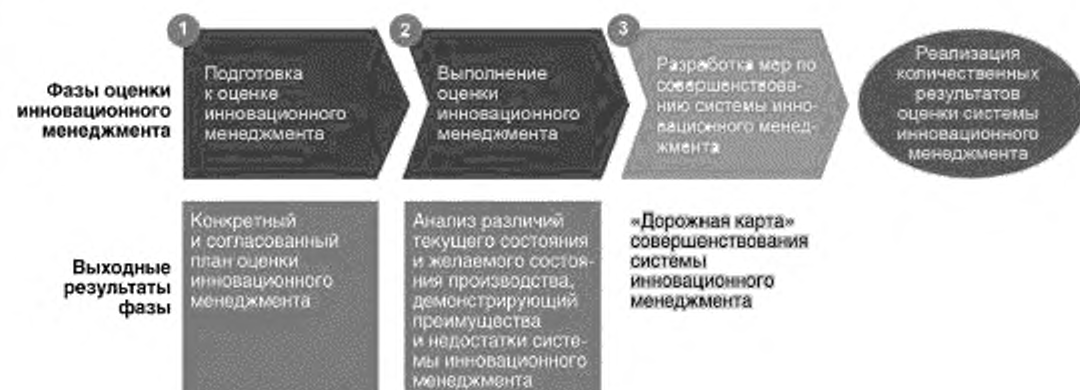 Фазы оценки
инновационного
менеджмента
1
Подготовка
к оценке
инновационного
менеджмента
2
Выполнение
оценки
инновационного
менеджмента
3
Разработка мер по
совершенствова-
нию системы инно-
вационного менед-
жмента
Реализация
количественных
результатов
оценки системы
инновационного
менеджмента
Выходные
результаты
фазы
Конкретный
и согласованный
план оценки
инновационного
менеджмента
Анализ различий
текущего состояния
и желаемого состоя-
ния производства,
демонстрирующий
преимущества
и недостатки систе-
мы инновационного
менеджмента
«Дорожная карта»
совершенствования
системы
инновационного
менеджмента